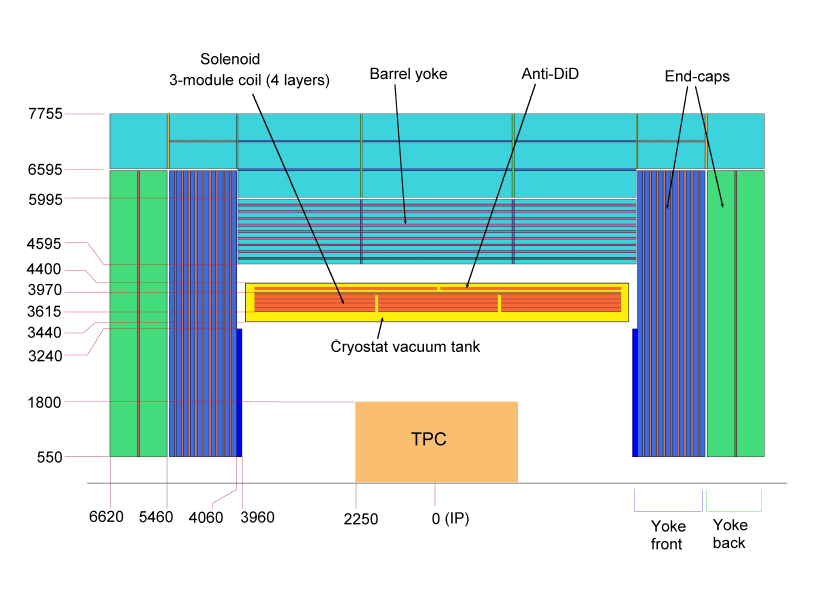 Solenoid
3-module coil (4 layers)
Barrel yoke
Anti-DiD
End-caps
7755
6595
5995
4595
4400
3970
3615
3440
3240
Cryostat vacuum tank
1800
TPC
550
6620
5460
4060
3960
2250
0 (IP)
Yoke
front
Yoke
back